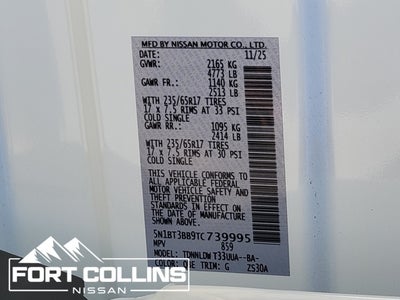 MFD BY NISSAN MOTOR CO., LTD.
DATE: 11/25
GVWR: 2165 KG
4773 LB
GAWR FR.: 1140 KG
2513 LB
WITH 235/65R17 TIRES
17 x 7.5 RIMS AT 33 PSI
COLD SINGLE
GAWR RR.: 1095 KG
2414 LB
WITH 235/65R17 TIRES
17 x 7.5 RIMS AT 30 PSI
COLD SINGLE
THIS VEHICLE CONFORMS TO
ALL APPLICABLE FEDERAL
MOTOR VEHICLE SAFETY AND
THEFT PREVENTION
STANDARDS IN EFFECT ON
THE DATE OF MANUFACTURE
SHOWN ABOVE.
5N1BT3BB9TC739995
MPV 859
MODEL: TDNNLDWT33UUA--BA-
COLOR: QBE TRIM: G ZS30A
FORT COLLINS
NISSAN